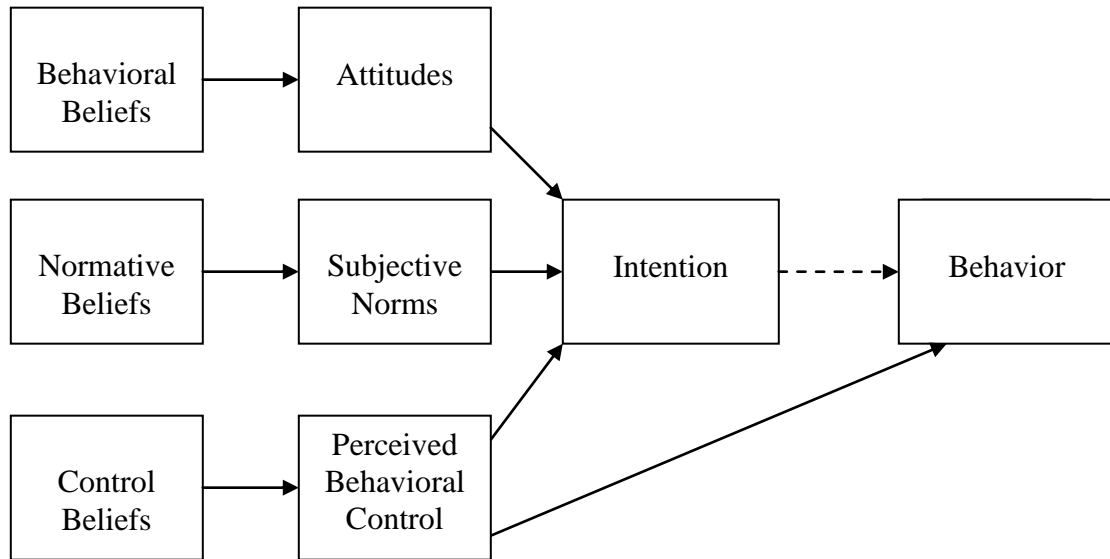 Behavioral
Beliefs
Attitudes
Normative
Beliefs
Subjective
Norms
Intention
Behavior
Control
Beliefs
Perceived
Behavioral
Control